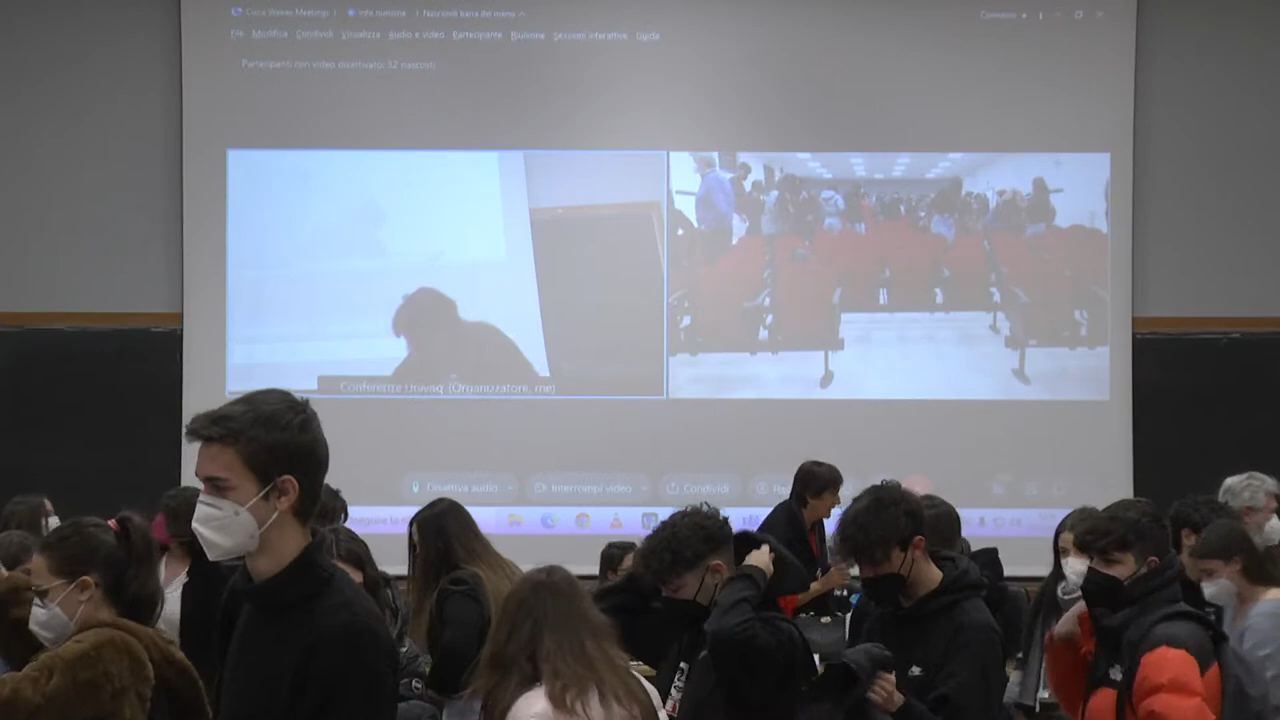 Cisco Webex Meetings
Info riunione
Nascondi barra del menu
Connesso
File Modifica Condividi Visualizza Audio e video Partecipante Riunione Sessioni interattive Guida
Partecipanti con video disattivato: 32 nascosti
Conferenze Univaq (Organizzatore, me)
Disattiva audio
Interrompi video
Condividi